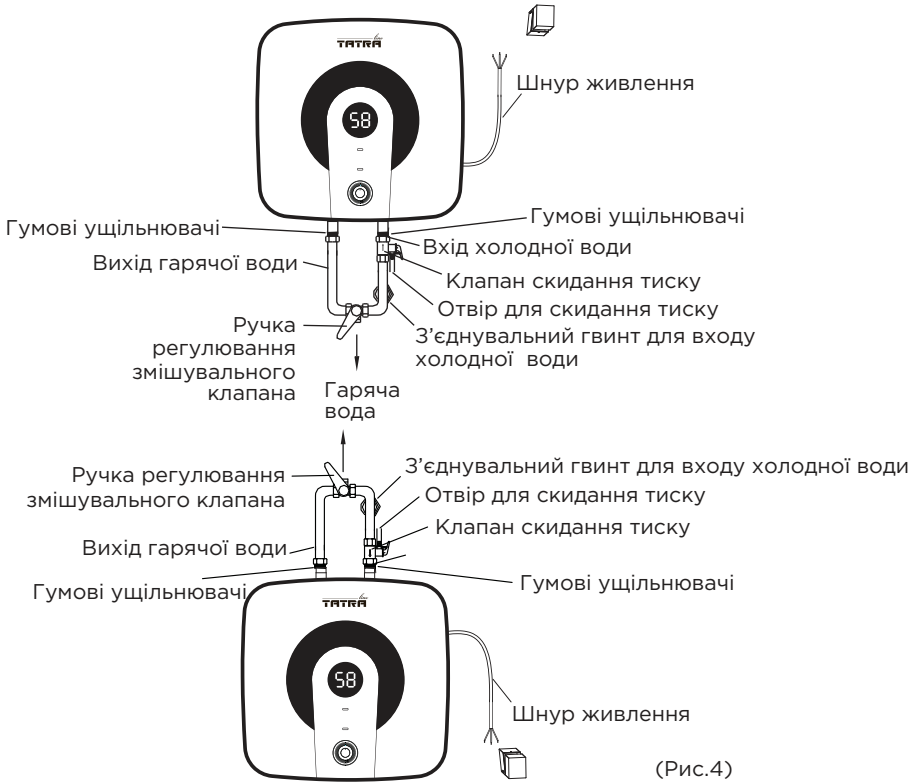 TATRA line
58
Шнур живлення
Гумові ущільнювачі
Гумові ущільнювачі
Вхід холодної води
Вихід гарячої води
Клапан скидання тиску
Отвір для скидання тиску
Ручка
регулювання
змішувального
клапана
З’єднувальний гвинт для входу
холодної води
Гаряча
вода
Ручка регулювання
змішувального клапана
З’єднувальний гвинт для входу холодної води
Отвір для скидання тиску
Клапан скидання тиску
Вихід гарячої води
Гумові ущільнювачі
Гумові ущільнювачі
TATRA line
58
Шнур живлення
(Рис.4)